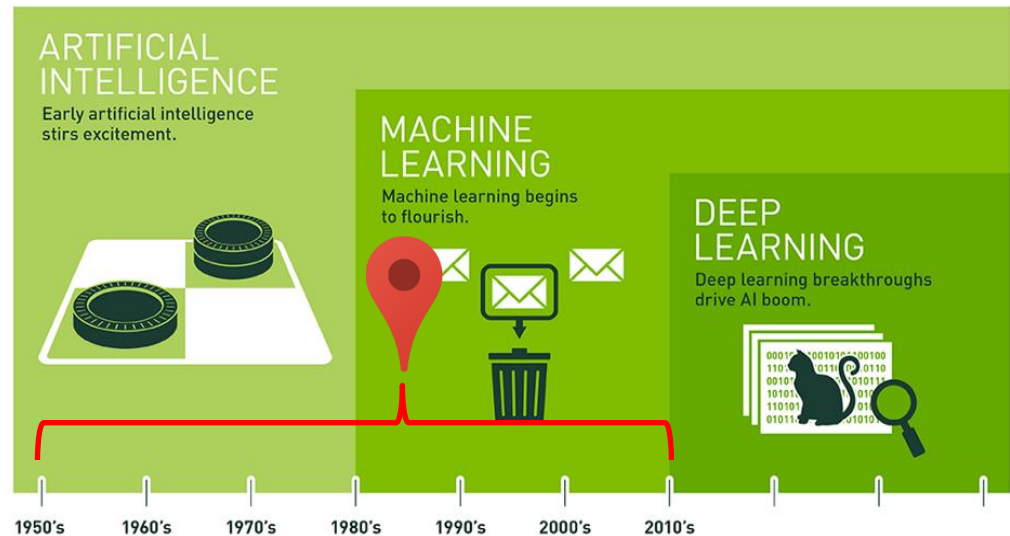 ARTIFICIAL
INTELLIGENCE
Early artificial intelligence
stirs excitement.
MACHINE
LEARNING
Machine learning begins
to flourish.
DEEP
LEARNING
Deep learning breakthroughs
drive AI boom.
1950's
1960's
1970's
1980's
1990's
2000's
2010's